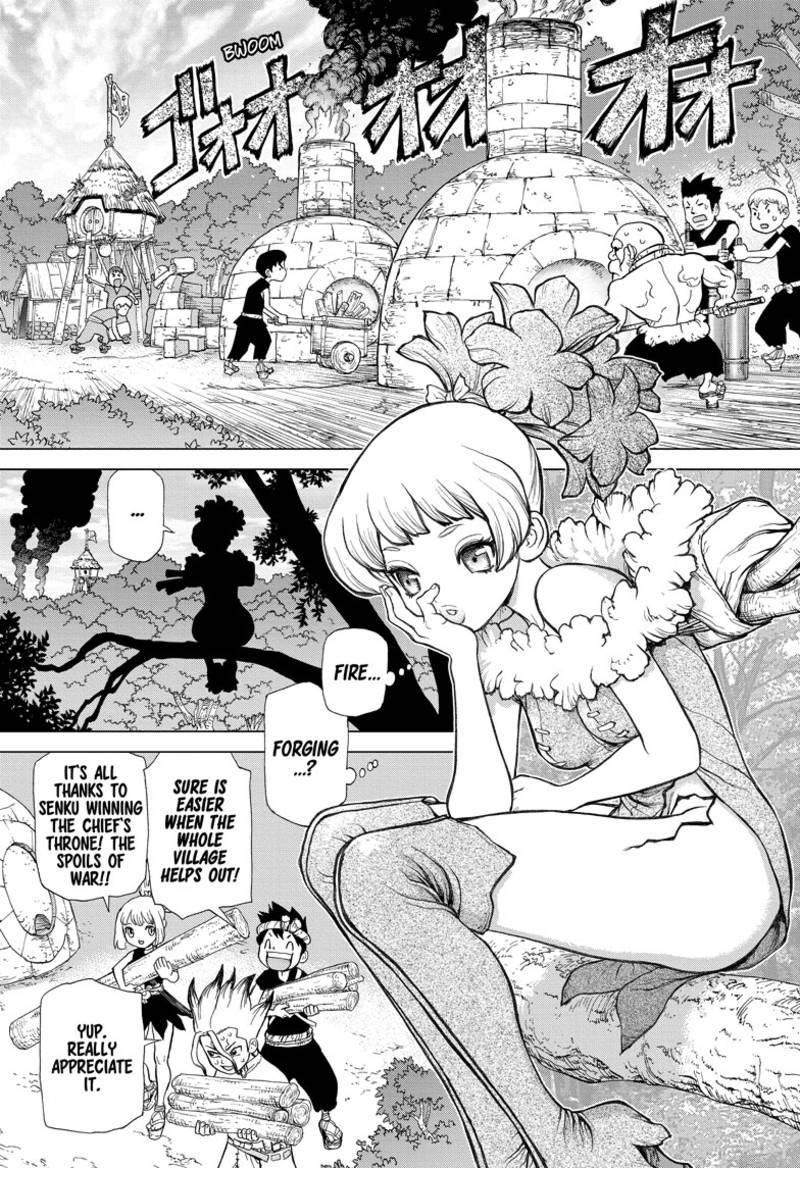 BWOOM
ゴオオオオオオ
...
FIRE...
FORGING
...?
SURE IS
EASIER
WHEN THE
WHOLE
VILLAGE
HELPS OUT!
IT'S ALL
THANKS TO
SENKU WINNING
THE CHIEF'S
THRONE! THE
SPOILS OF
WAR!!
YUP.
REALLY
APPRECIATE
IT.